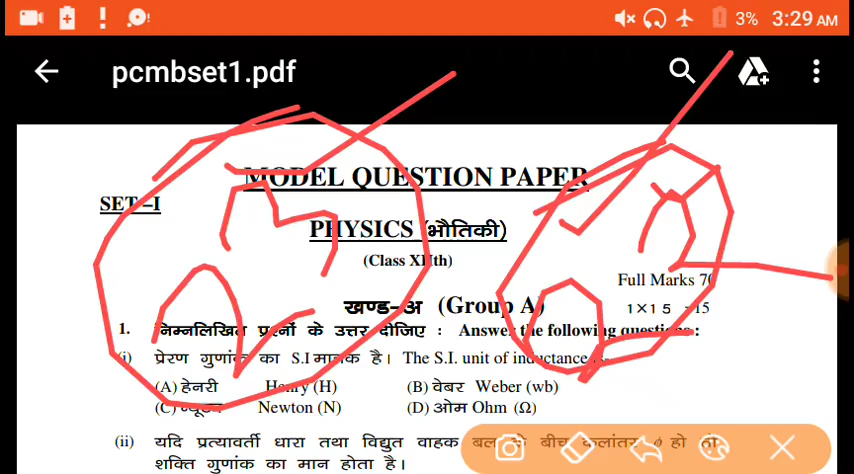 3% 3:29 AM
pcmbset1.pdf
MODEL QUESTION PAPER
SET–I
PHYSICS (भौतिकी)
(Class XIIth)
Full Marks 70
खण्ड–अ (Group A)
1×15 =15
1. निम्नलिखित प्रश्नों के उत्तर दीजिए : Answer the following questions :
(i) प्रेरण गुणांक का S.I मात्रक है। The S.I. unit of inductance is-
(A) हेनरी Henry (H) (B) वेबर Weber (wb)
(C) न्यूटन Newton (N) (D) ओम Ohm (Ω)
(ii) यदि प्रत्यावर्ती धारा तथा विद्युत वाहक बल के बीच कलांतर ϕ हो तो
शक्ति गुणांक का मान होता है।